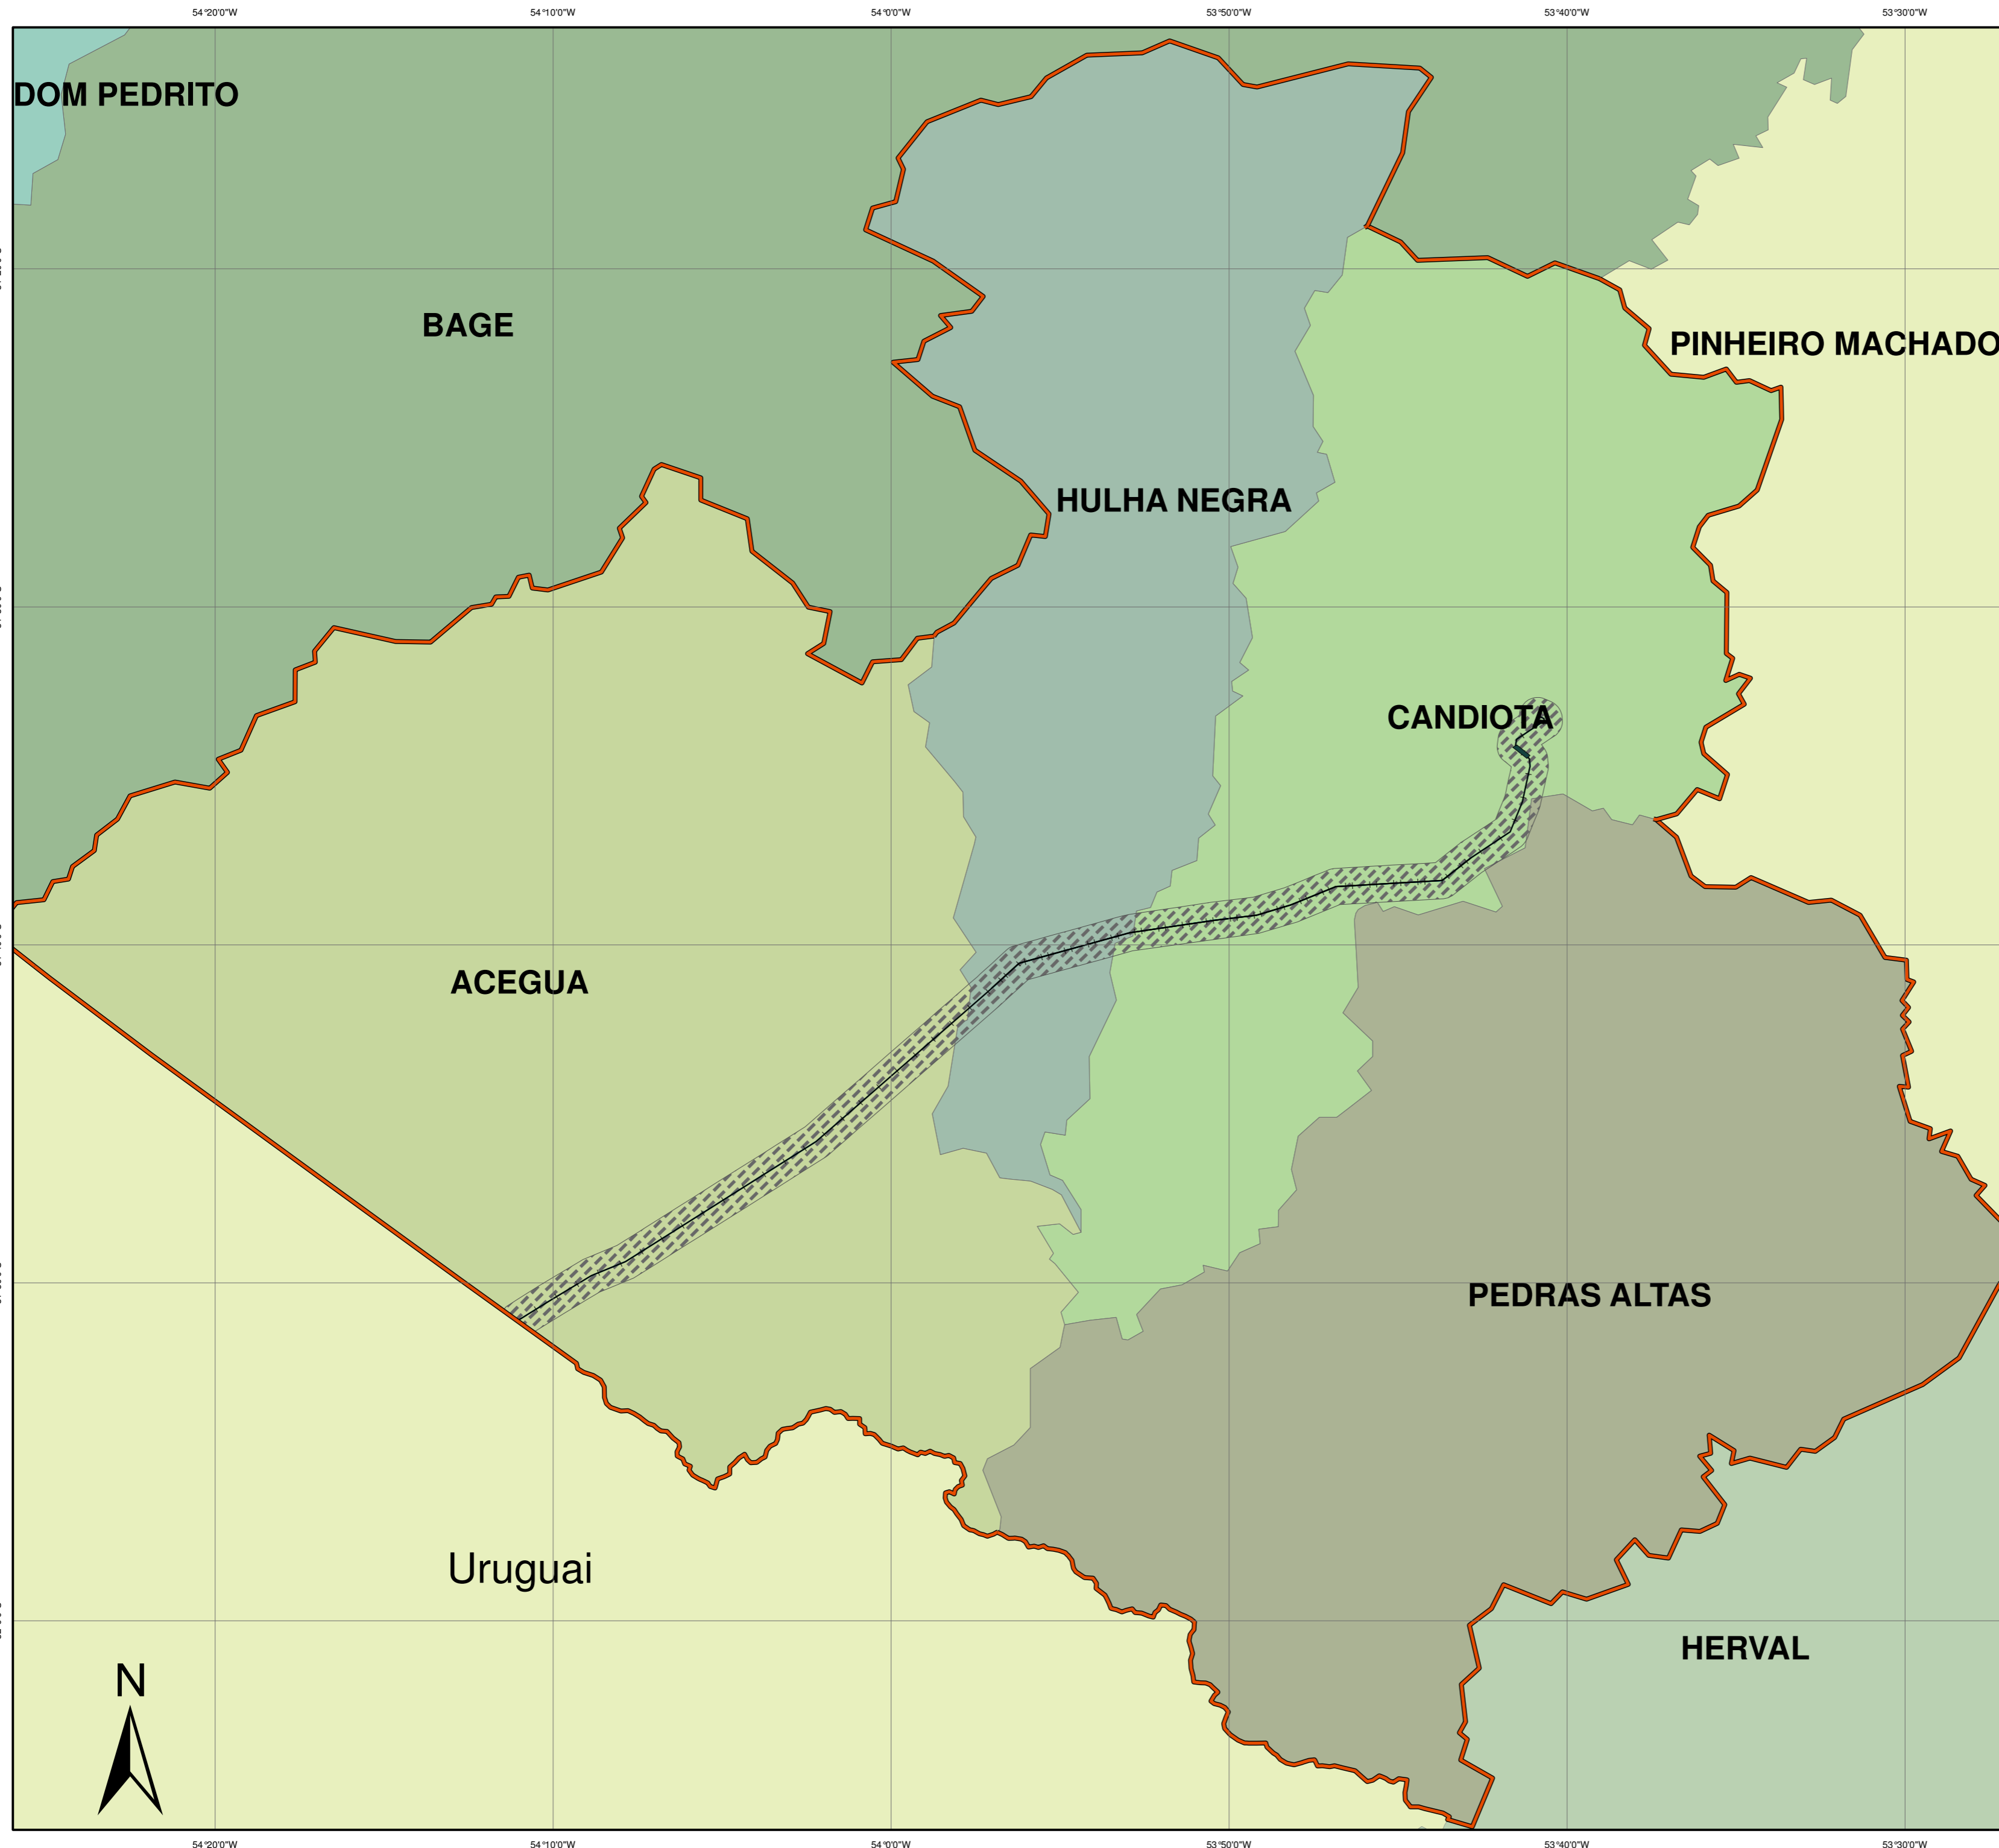 54°20'0"W 54°10'0"W 54°0'0"W 53°50'0"W 53°40'0"W 53°30'0"W
DOM PEDRITO
BAGE
PINHEIRO MACHADO
HULHA NEGRA
CANDIOTA
ACEGUA
PEDRAS ALTAS
Uruguai
HERVAL
N
54°20'0"W 54°10'0"W 54°0'0"W 53°50'0"W 53°40'0"W 53°30'0"W